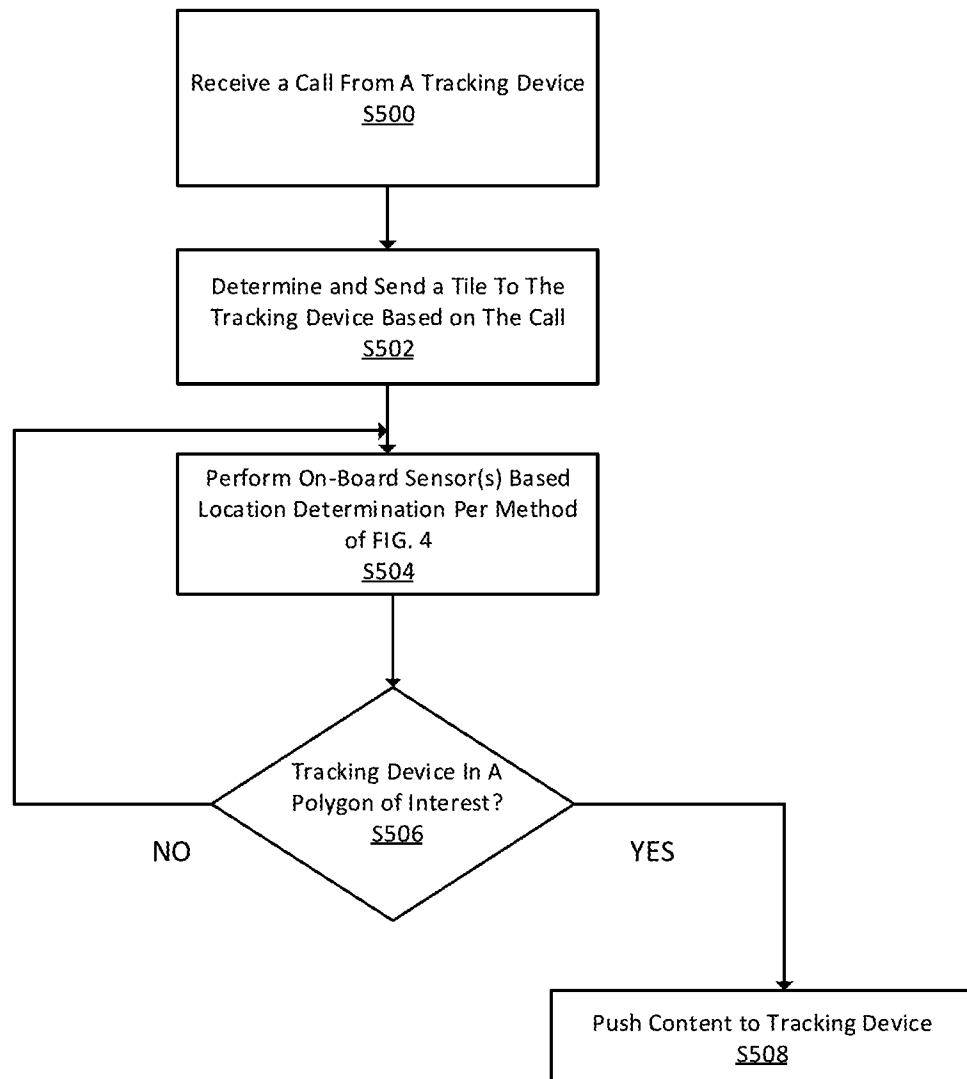 Receive a Call From A Tracking Device
S500
Determine and Send a Tile To The
Tracking Device Based on The Call
S502
Perform On-Board Sensor(s) Based
Location Determination Per Method
of FIG. 4
S504
Tracking Device In A
Polygon of Interest?
S506
NO
YES
Push Content to Tracking Device
S508